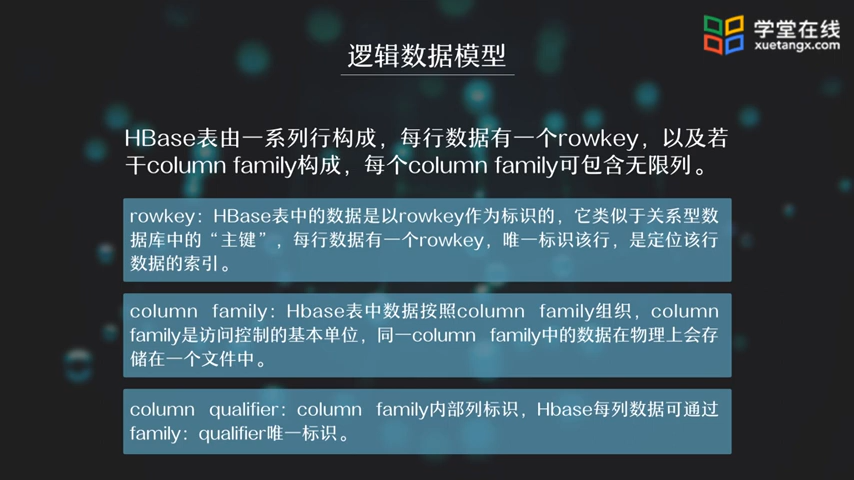 学堂在线
xuetangx.com
逻辑数据模型
HBase表由一系列行构成，每行数据有一个rowkey，以及若
干column family构成，每个column family可包含无限列。
rowkey：HBase表中的数据是以rowkey作为标识的，它类似于关系型数
据库中的“主键”，每行数据有一个rowkey，唯一标识该行，是定位该行
数据的索引。
column family：Hbase表中数据按照column family组织，column
family是访问控制的基本单位，同一column family中的数据在物理上会存
储在一个文件中。
column qualifier：column family内部列标识，Hbase每列数据可通过
family：qualifier唯一标识。